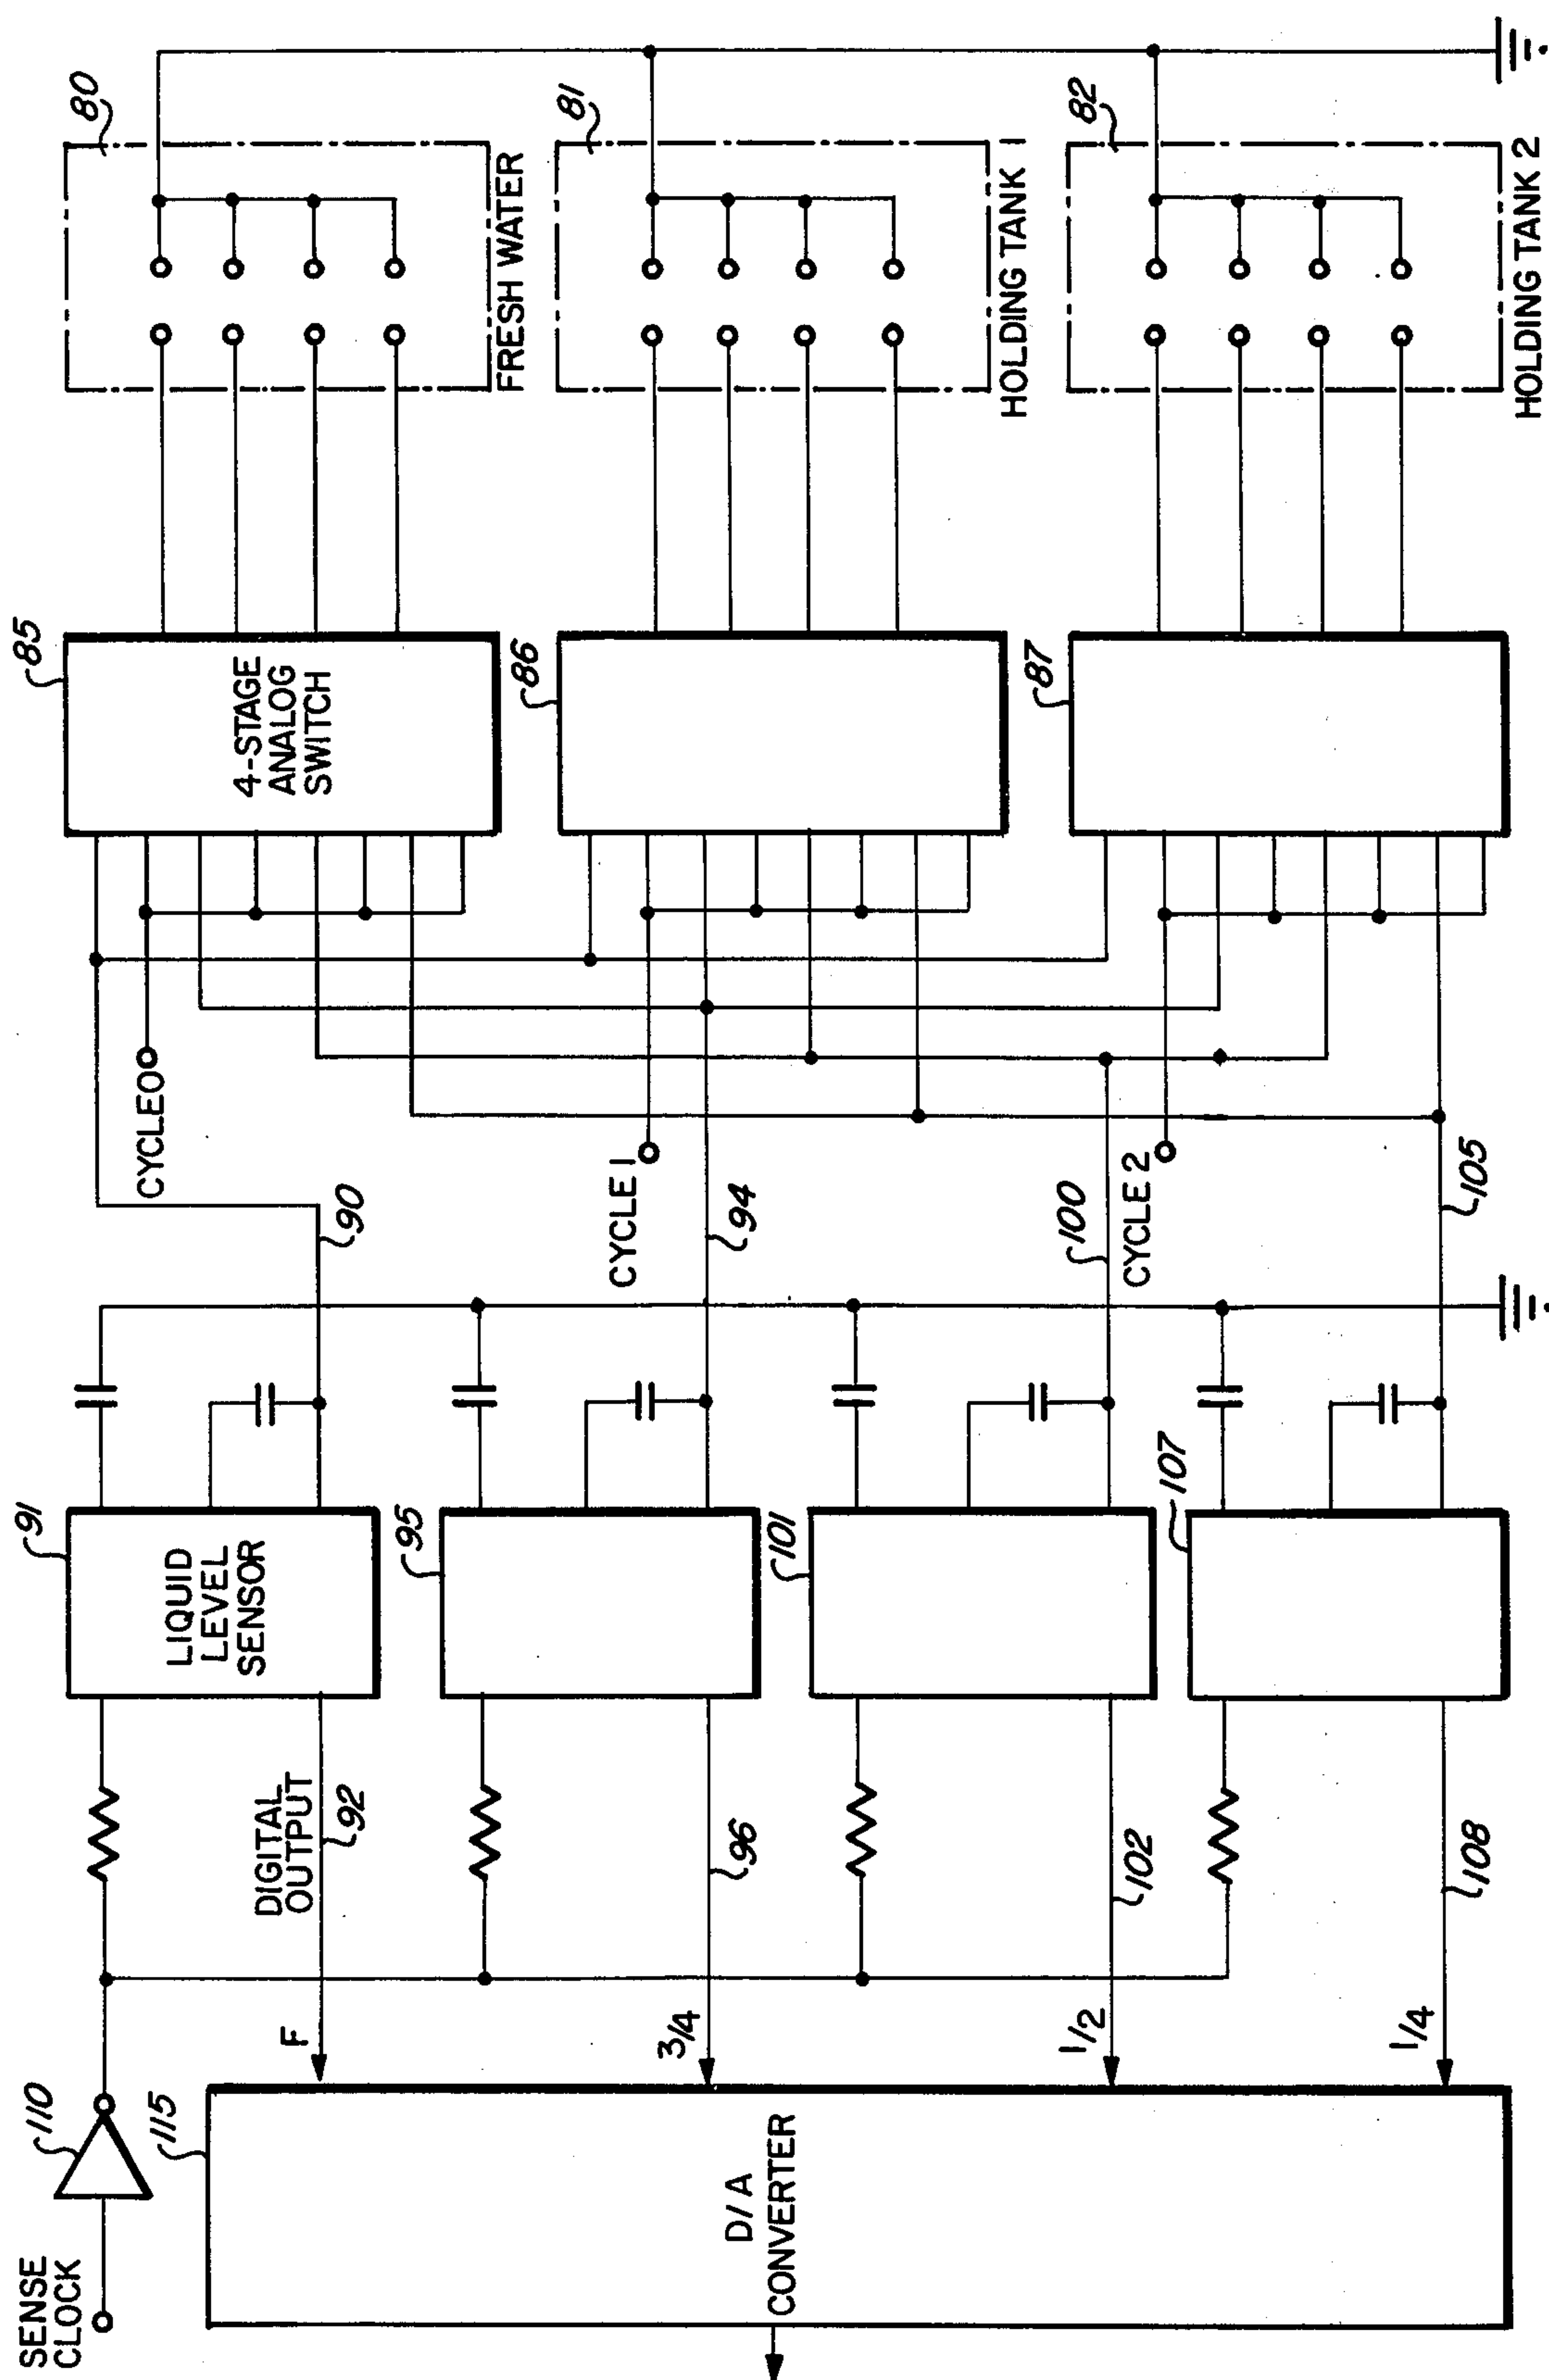 SENSE
CLOCK
110
115
D/A
CONVERTER
F
3/4
1/2
1/4
DIGITAL
OUTPUT
92
96
102
108
91
LIQUID
LEVEL
SENSOR
95
101
107
90
94
100
105
CYCLE0
CYCLE 1
CYCLE 2
85
4-STAGE
ANALOG
SWITCH
86
87
80
FRESH WATER
81
HOLDING TANK 1
82
HOLDING TANK 2